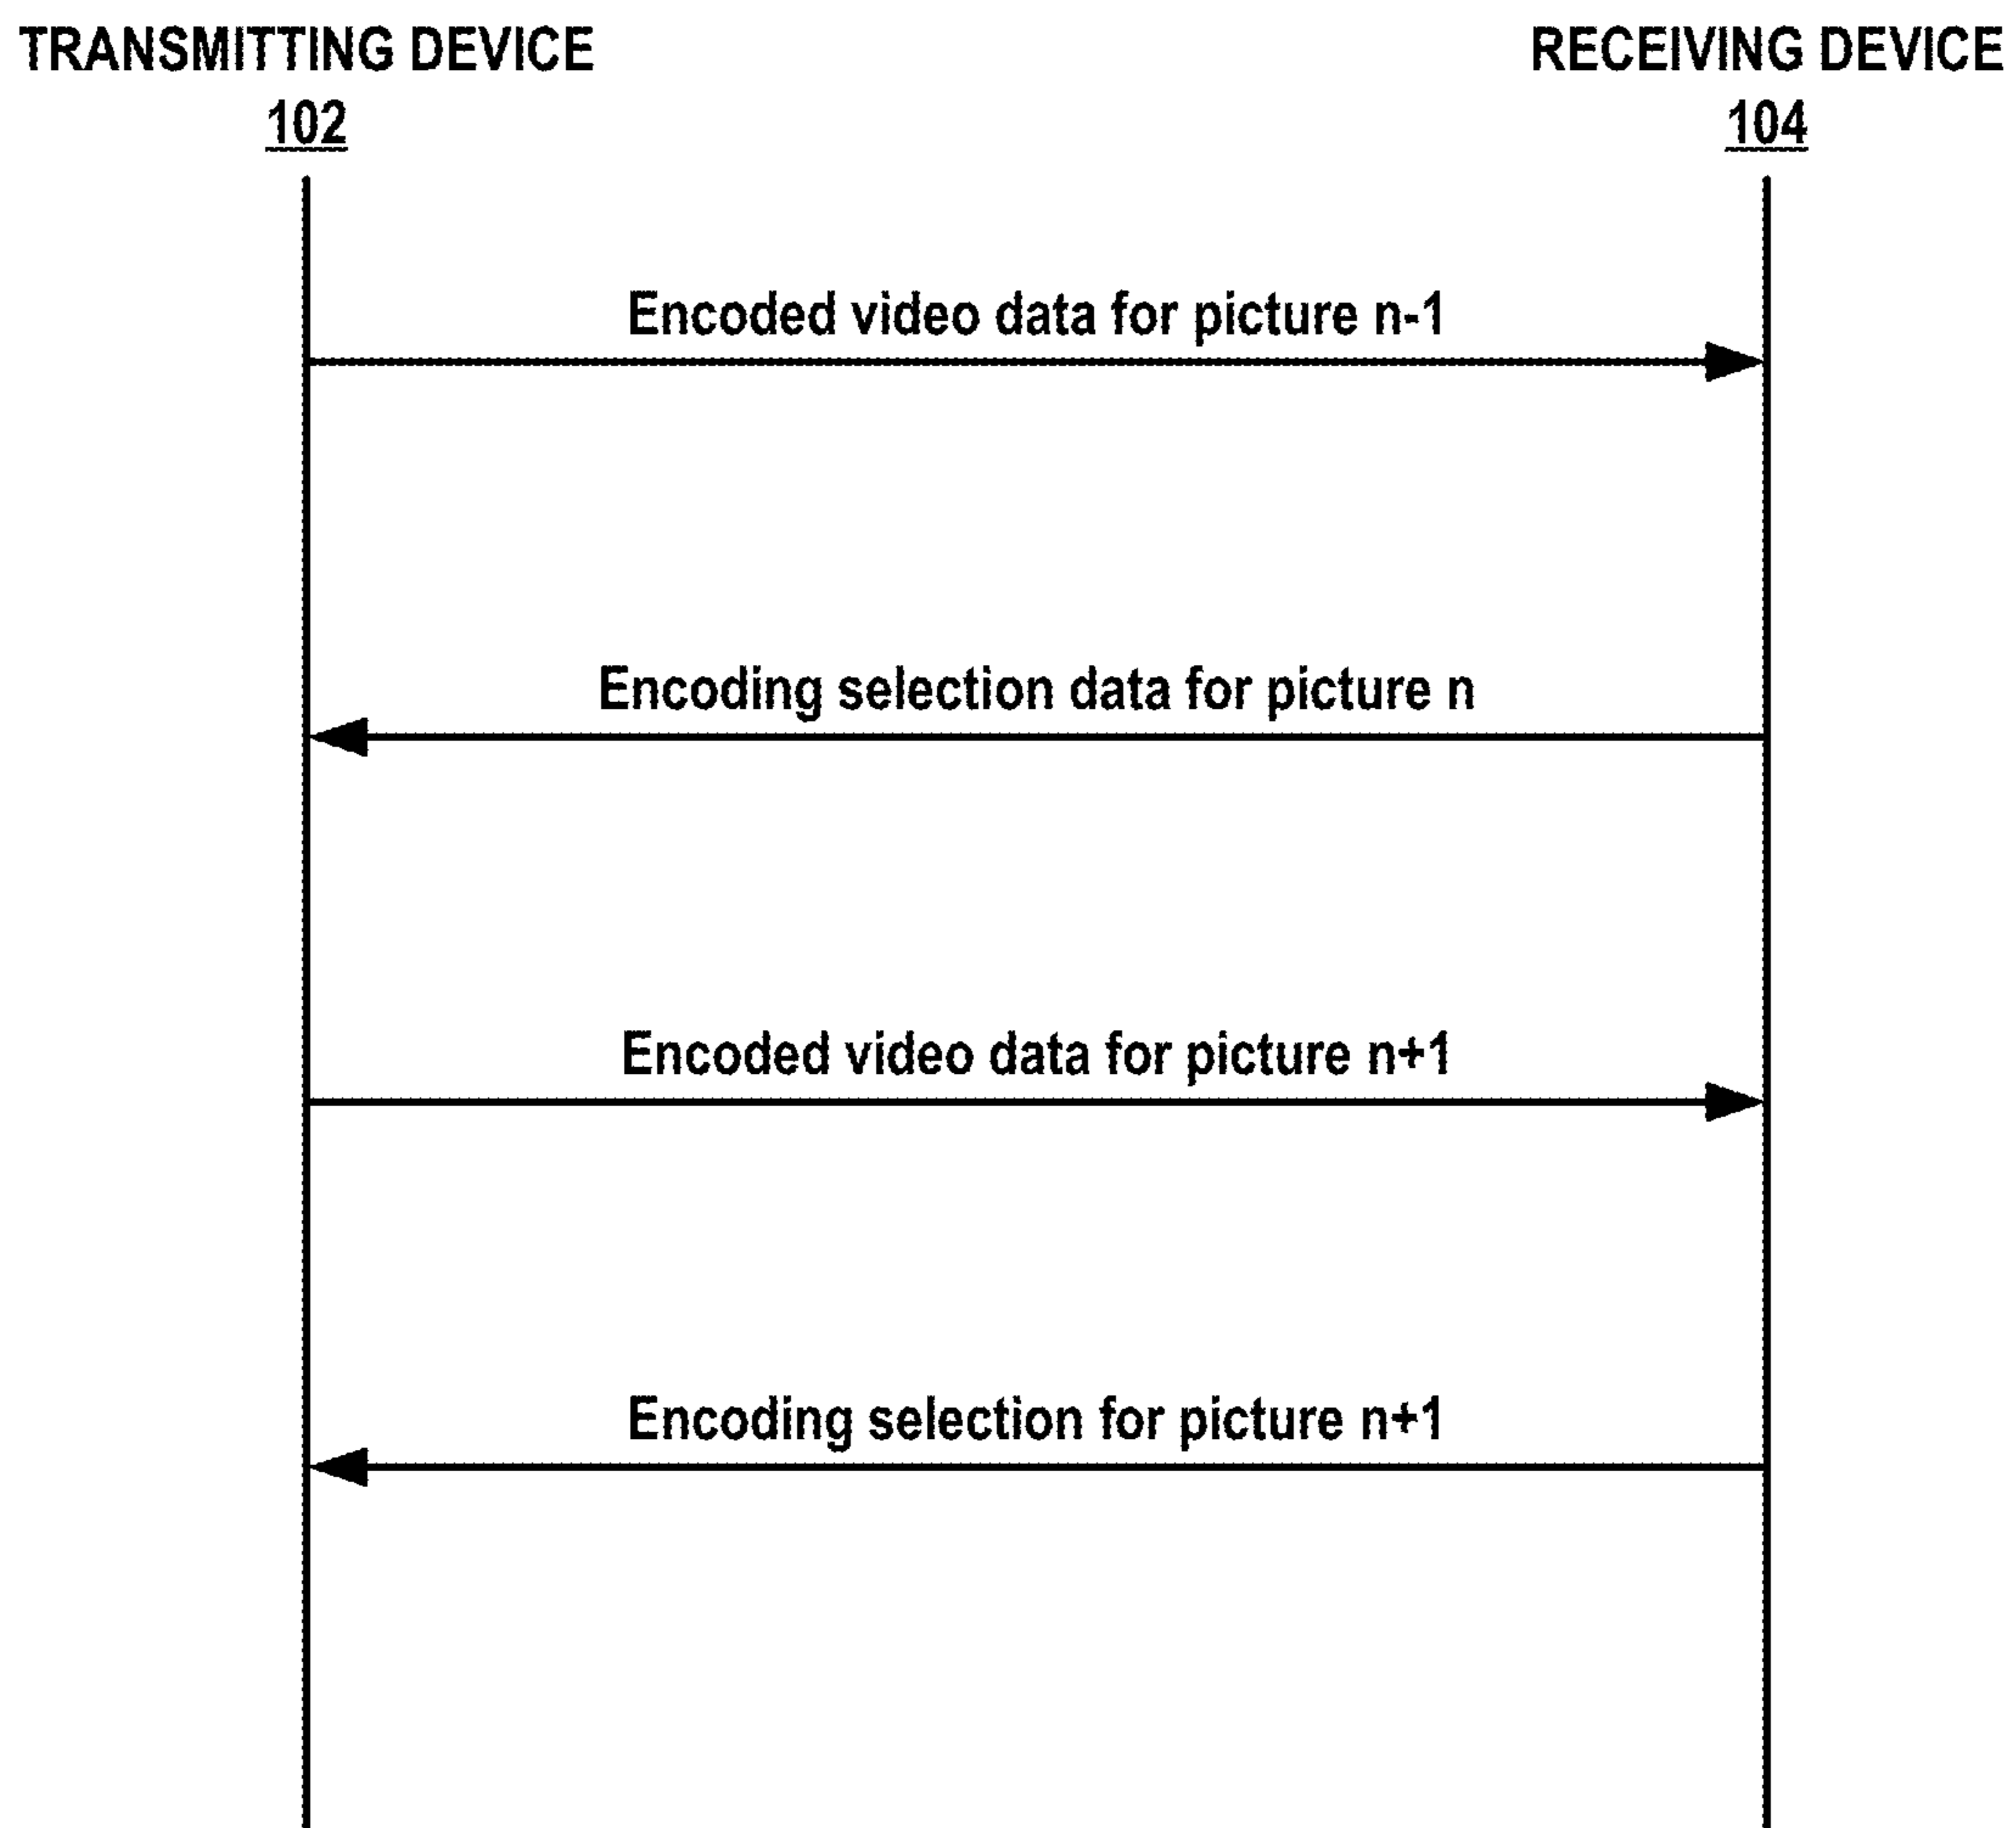 TRANSMITTING DEVICE
102
RECEIVING DEVICE
104
Encoded video data for picture n-1
Encoding selection data for picture n
Encoded video data for picture n+1
Encoding selection for picture n+1